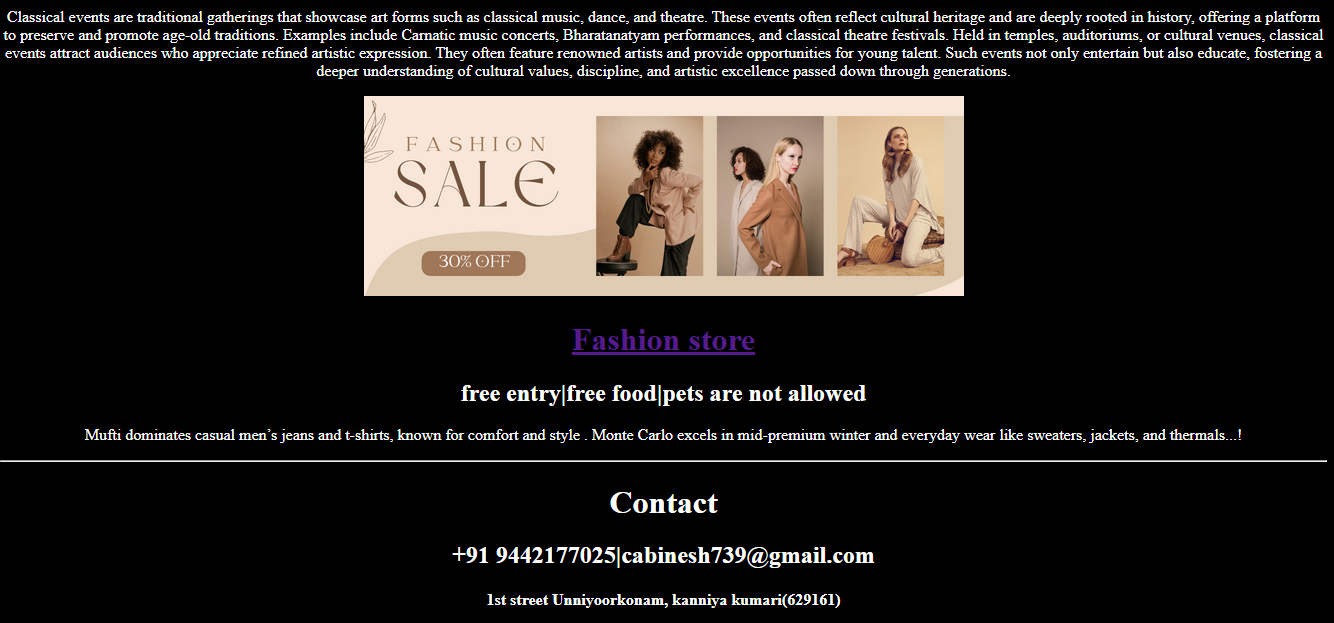 Classical events are traditional gatherings that showcase art forms such as classical music, dance, and theatre. These events often reflect cultural heritage and are deeply rooted in history, offering a platform
to preserve and promote age-old traditions. Examples include Carnatic music concerts, Bharatanatyam performances, and classical theatre festivals. Held in temples, auditoriums, or cultural venues, classical
events attract audiences who appreciate refined artistic expression. They often feature renowned artists and provide opportunities for young talent. Such events not only entertain but also educate, fostering a
deeper understanding of cultural values, discipline, and artistic excellence passed down through generations.
FASHION
SALE
30% OFF
Fashion store
free entry|free food|pets are not allowed
Mufti dominates casual men’s jeans and t-shirts, known for comfort and style . Monte Carlo excels in mid-premium winter and everyday wear like sweaters, jackets, and thermals...!
Contact
+91 9442177025|cabinesh739@gmail.com
1st street Unniyoorkonam, kanniya kumari(629161)